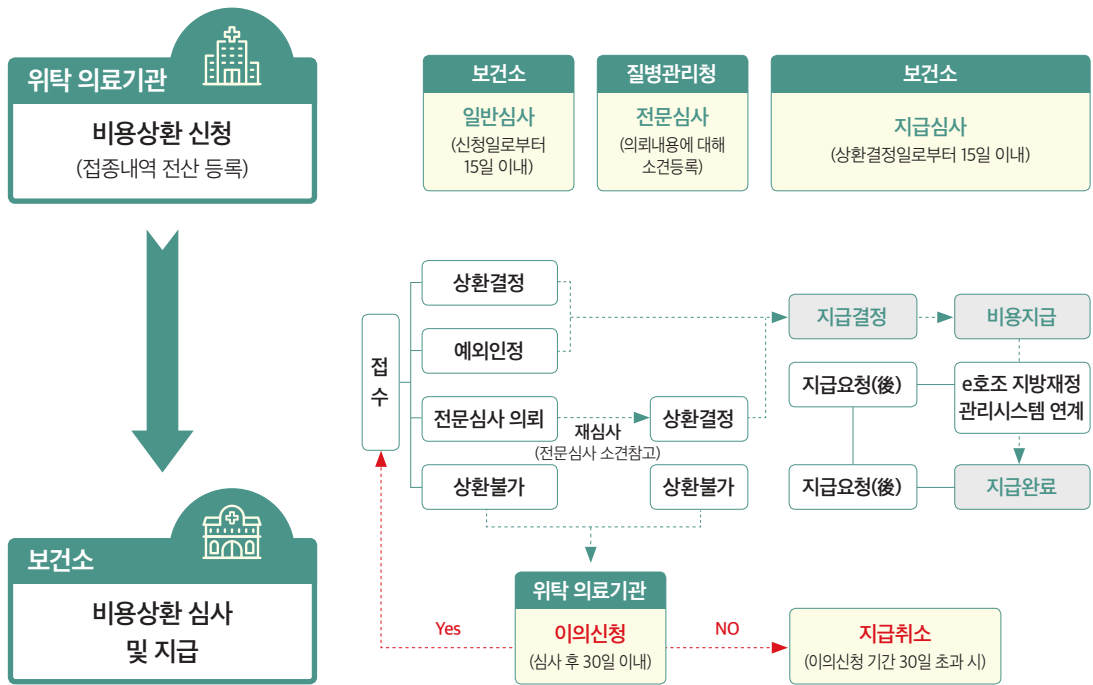 위탁 의료기관
비용상환 신청
(접종내역 전산 등록)
보건소
일반심사
(신청일로부터
15일 이내)
질병관리청
전문심사
(의뢰내용에 대해
소견등록)
보건소
지급심사
(상환결정일로부터 15일 이내)
접
수
상환결정
예외인정
전문심사 의뢰
상환불가
재심사
(전문심사 소견참고)
상환결정
상환불가
지급결정
비용지급
지급요청(後)
e호조 지방재정
관리시스템 연계
지급요청(後)
지급완료
보건소
비용상환 심사
및 지급
위탁 의료기관
이의신청
(심사 후 30일 이내)
Yes
NO
지급취소
(이의신청 기간 30일 초과 시)